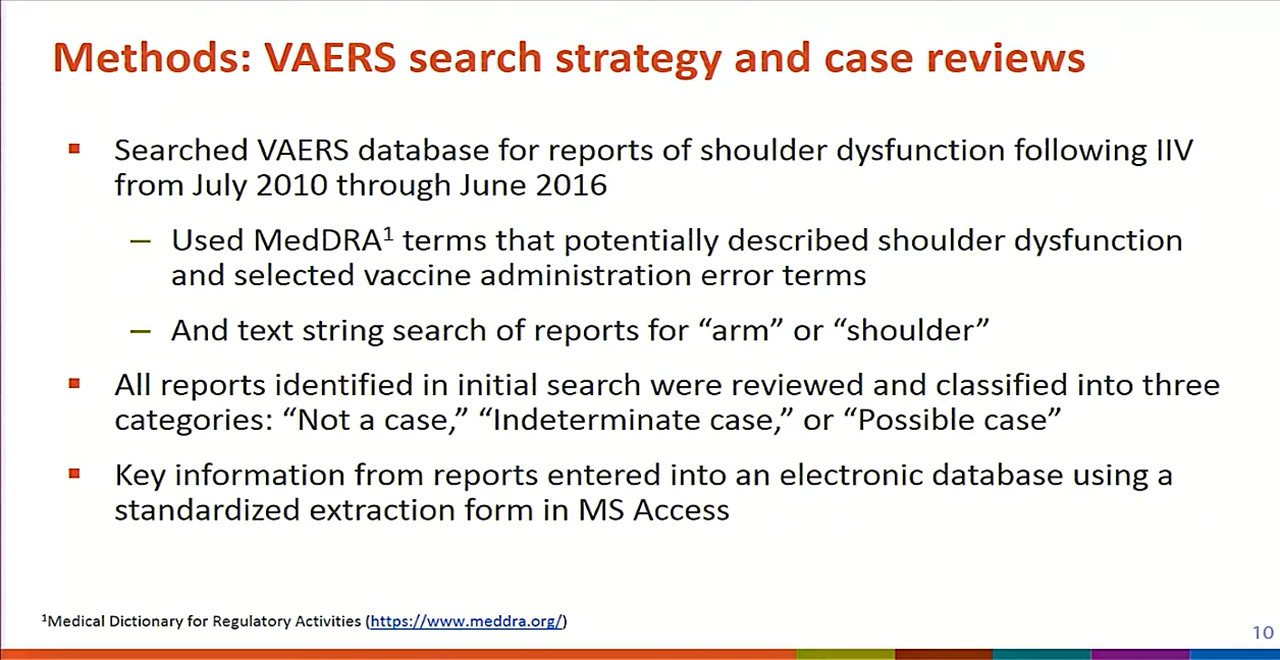 Methods: VAERS search strategy and case reviews
Searched VAERS database for reports of shoulder dysfunction following IIV
from July 2010 through June 2016
– Used MedDRA¹ terms that potentially described shoulder dysfunction
and selected vaccine administration error terms
– And text string search of reports for “arm” or “shoulder”
All reports identified in initial search were reviewed and classified into three
categories: “Not a case,” “Indeterminate case,” or “Possible case”
Key information from reports entered into an electronic database using a
standardized extraction form in MS Access
¹Medical Dictionary for Regulatory Activities (https://www.meddra.org/)
10